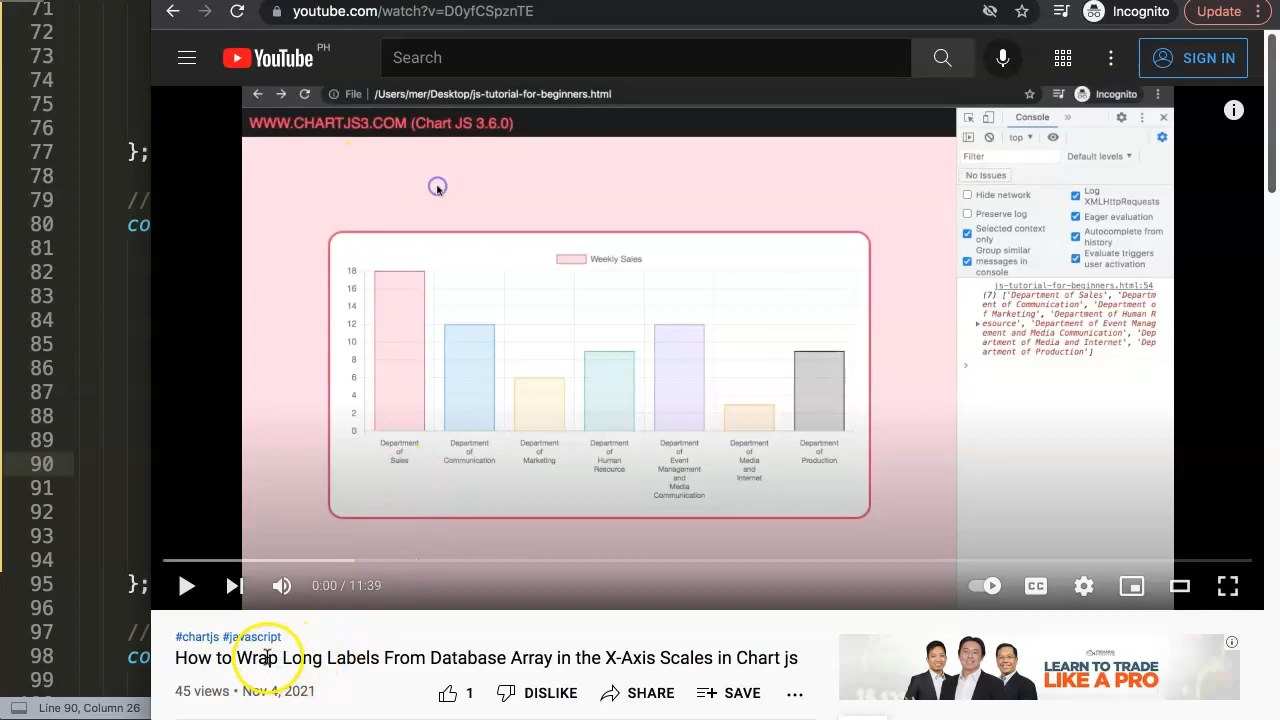 71
72
73
74
75
76
77 };
78
79 //
80 co
81
82
83
84
85
86
87
88
89
90
91
92
93
94
95 };
96
97 //
98 co
99
Line 90, Column 26
youtube.com/watch?v=D0yfCSpznTE
Incognito
Update
YouTube PH
Search
SIGN IN
File /Users/mer/Desktop/js-tutorial-for-beginners.html
Incognito
WWW.CHARTJS3.COM (Chart JS 3.6.0)
Weekly Sales
18
16
14
12
10
8
6
4
2
0
Department of Sales
Department of Communication
Department of Marketing
Department of Human Resource
Department of Event Management and Media Communication
Department of Media and Internet
Department of Production
Console »
top
Filter
Default levels
No Issues
Hide network
Log XMLHttpRequests
Preserve log
Eager evaluation
Selected context only
Autocomplete from history
Group similar messages in console
Evaluate triggers user activation
js-tutorial-for-beginners.html:54
(7) ['Department of Sales', 'Departm
ent of Communication', 'Department o
f Marketing', 'Department of Human R
esource', 'Department of Event Manag
ement and Media Communication', 'Dep
artment of Media and Internet', 'Dep
artment of Production']
0:00 / 11:39
CC
#chartjs #javascript
How to Wrap Long Labels From Database Array in the X-Axis Scales in Chart js
45 views • Nov 4, 2021
1
DISLIKE
SHARE
SAVE
LEARN TO TRADE
LIKE A PRO